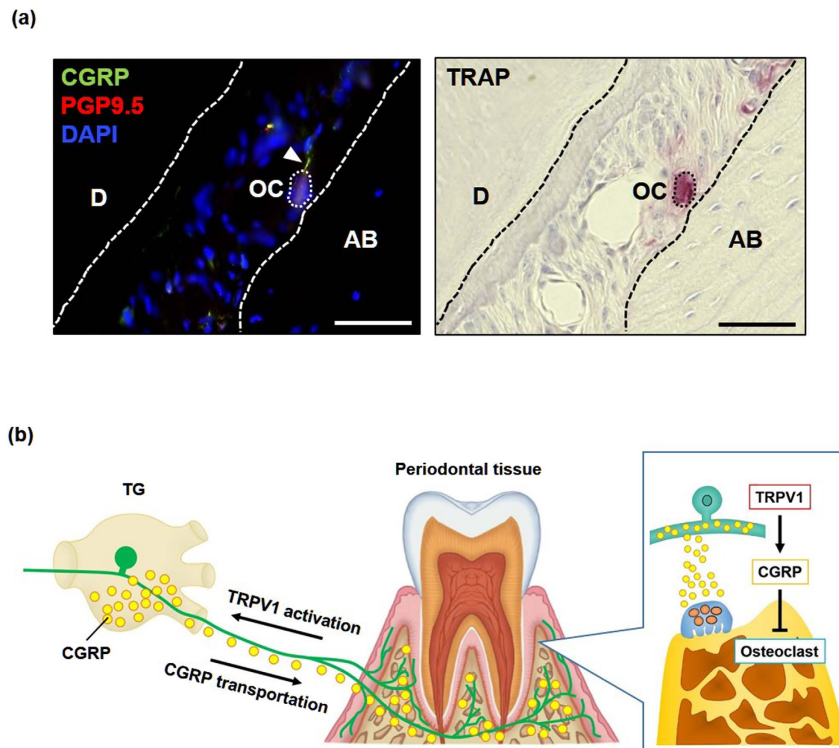 (a)
CGRP
PGP9.5
DAPI
OC
D
AB
TRAP
OC
D
AB
(b)
TG
CGRP
TRPV1 activation
CGRP transportation
Periodontal tissue
TRPV1
CGRP
Osteoclast